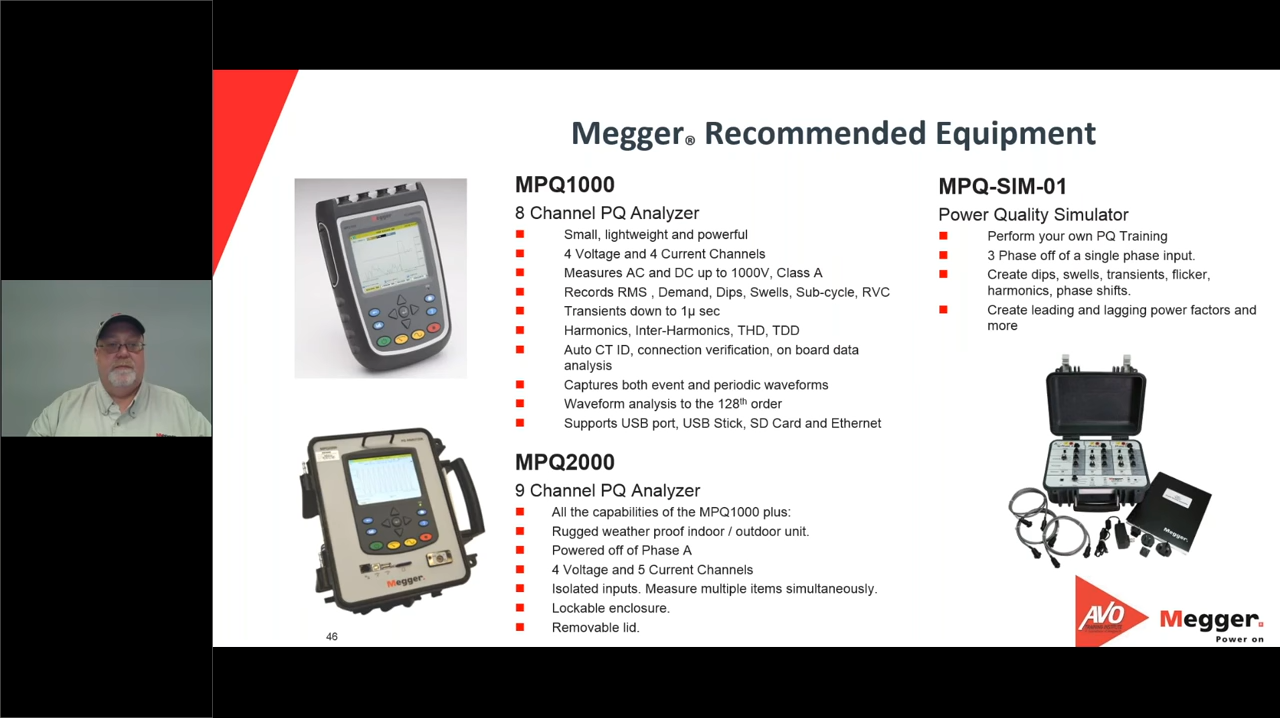 Megger® Recommended Equipment
MPQ1000
8 Channel PQ Analyzer
Small, lightweight and powerful
4 Voltage and 4 Current Channels
Measures AC and DC up to 1000V, Class A
Records RMS , Demand, Dips, Swells, Sub-cycle, RVC
Transients down to 1µ sec
Harmonics, Inter-Harmonics, THD, TDD
Auto CT ID, connection verification, on board data
analysis
Captures both event and periodic waveforms
Waveform analysis to the 128th order
Supports USB port, USB Stick, SD Card and Ethernet
MPQ2000
9 Channel PQ Analyzer
All the capabilities of the MPQ1000 plus:
Rugged weather proof indoor / outdoor unit.
Powered off of Phase A
4 Voltage and 5 Current Channels
Isolated inputs. Measure multiple items simultaneously.
Lockable enclosure.
Removable lid.
MPQ-SIM-01
Power Quality Simulator
Perform your own PQ Training
3 Phase off of a single phase input.
Create dips, swells, transients, flicker,
harmonics, phase shifts.
Create leading and lagging power factors and
more
Megger
Megger.
Megger.
AVO
Megger.
Power on
46